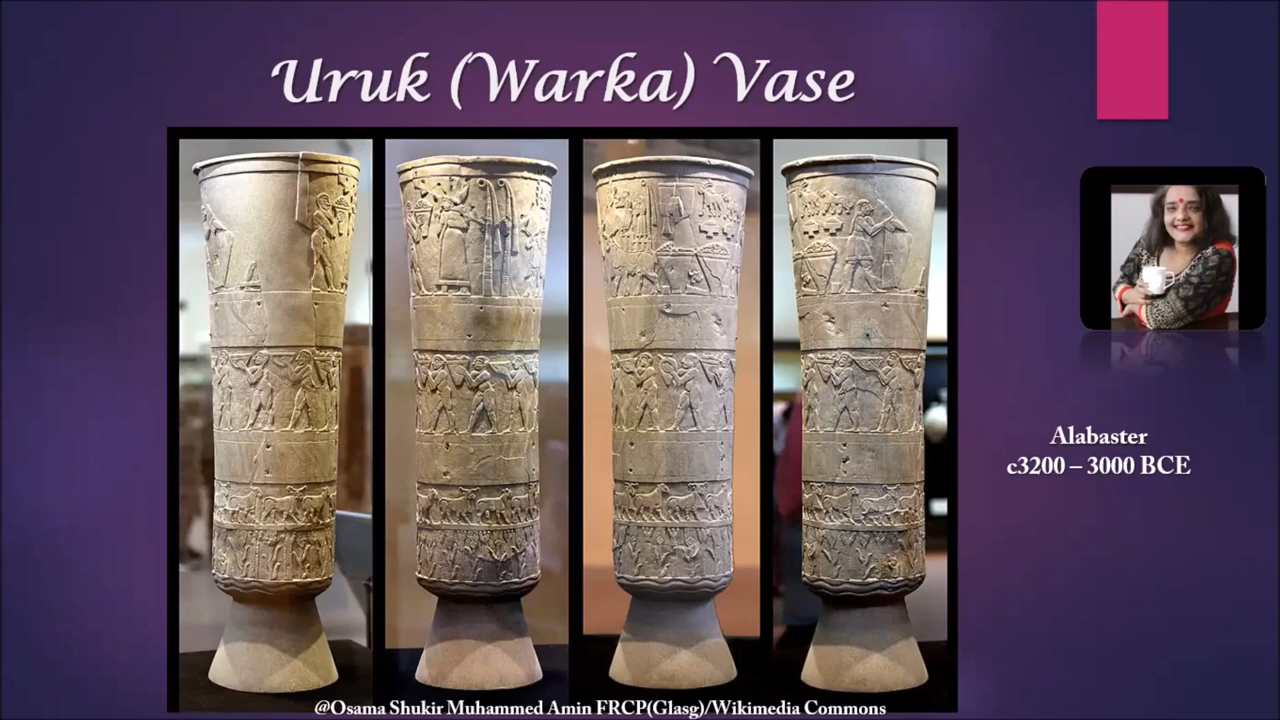 Uruk (Warka) Vase
Alabaster
c3200 – 3000 BCE
@Osama Shukir Muhammed Amin FRCP(Glasg)/Wikimedia Commons